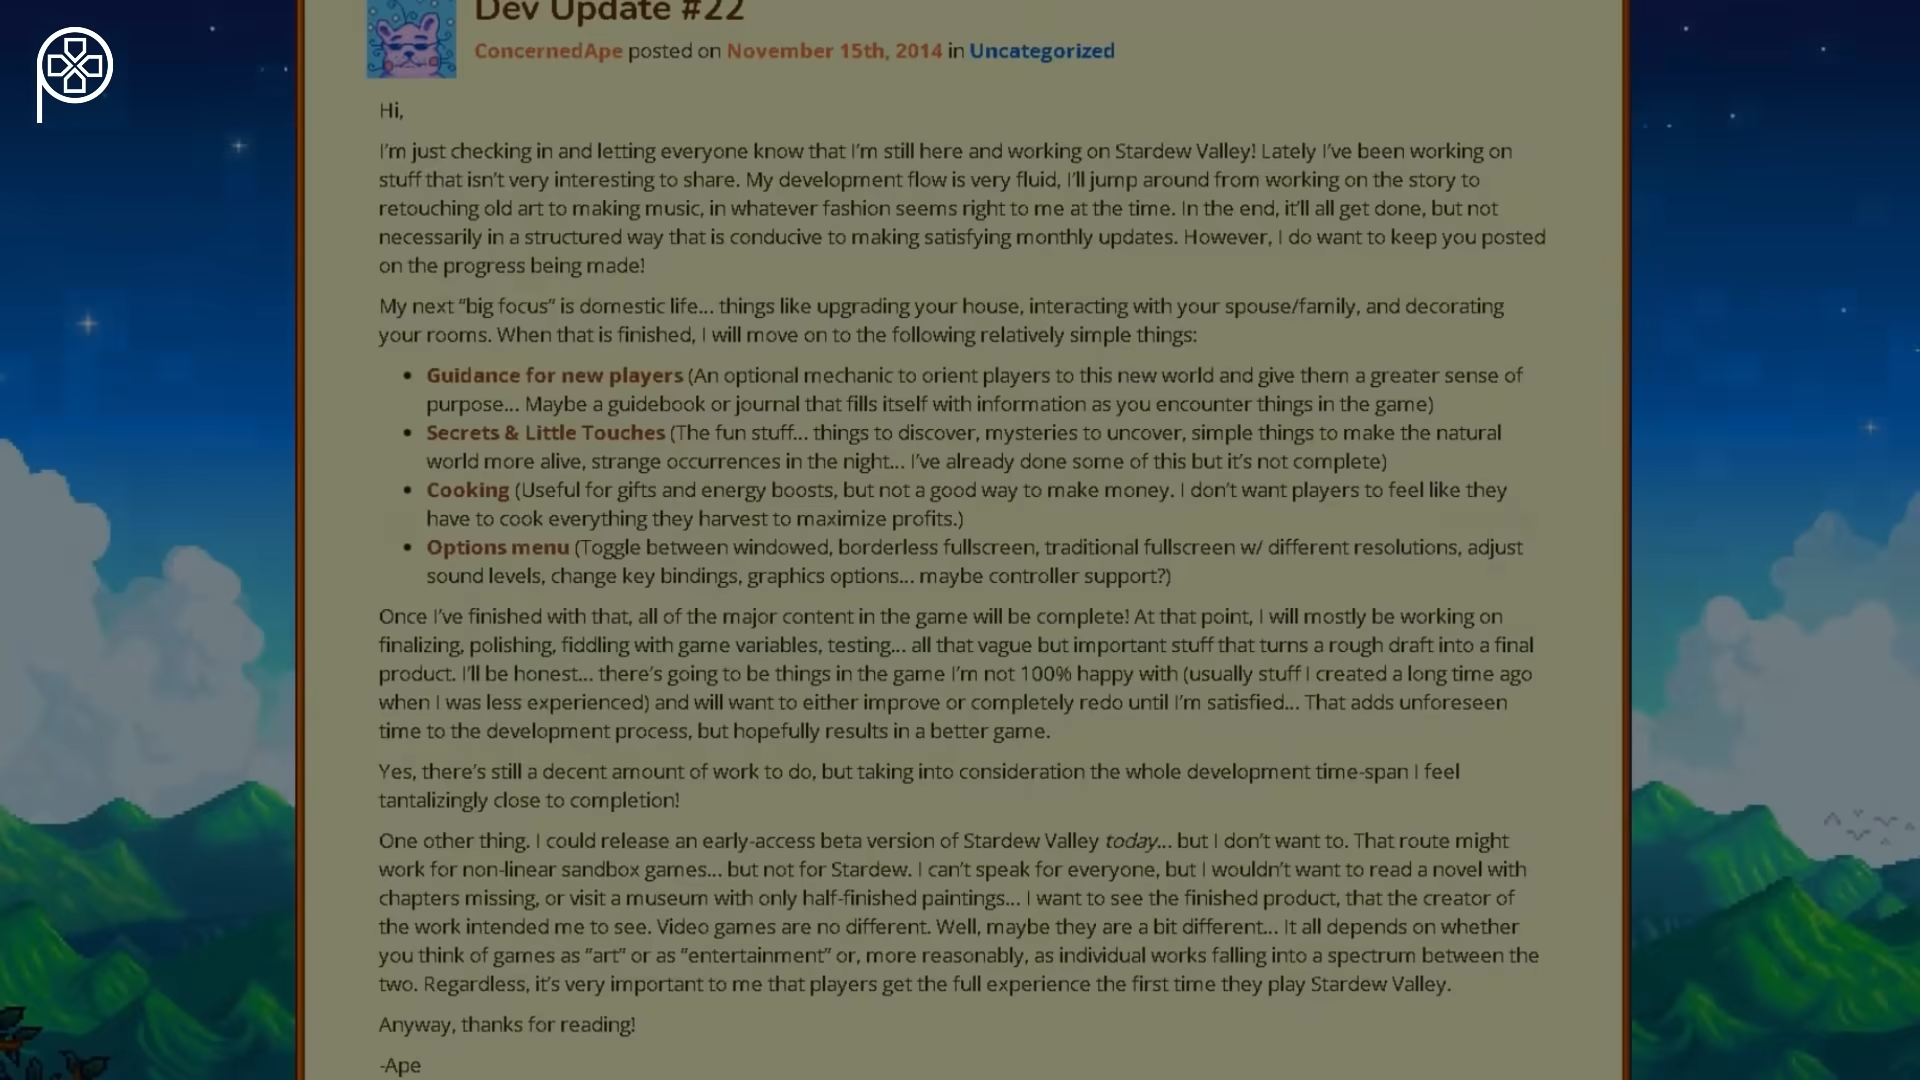 Dev Update #22
ConcernedApe posted on November 15th, 2014 in Uncategorized
Hi,
I'm just checking in and letting everyone know that I'm still here and working on Stardew Valley! Lately I've been working on
stuff that isn't very interesting to share. My development flow is very fluid, I'll jump around from working on the story to
retouching old art to making music, in whatever fashion seems right to me at the time. In the end, it'll all get done, but not
necessarily in a structured way that is conducive to making satisfying monthly updates. However, I do want to keep you posted
on the progress being made!
My next "big focus" is domestic life... things like upgrading your house, interacting with your spouse/family, and decorating
your rooms. When that is finished, I will move on to the following relatively simple things:
• Guidance for new players (An optional mechanic to orient players to this new world and give them a greater sense of
purpose... Maybe a guidebook or journal that fills itself with information as you encounter things in the game)
• Secrets & Little Touches (The fun stuff... things to discover, mysteries to uncover, simple things to make the natural
world more alive, strange occurrences in the night... I've already done some of this but it's not complete)
• Cooking (Useful for gifts and energy boosts, but not a good way to make money. I don't want players to feel like they
have to cook everything they harvest to maximize profits.)
• Options menu (Toggle between windowed, borderless fullscreen, traditional fullscreen w/ different resolutions, adjust
sound levels, change key bindings, graphics options... maybe controller support?)
Once I've finished with that, all of the major content in the game will be complete! At that point, I will mostly be working on
finalizing, polishing, fiddling with game variables, testing... all that vague but important stuff that turns a rough draft into a final
product. I'll be honest... there's going to be things in the game I'm not 100% happy with (usually stuff I created a long time ago
when I was less experienced) and will want to either improve or completely redo until I'm satisfied... That adds unforeseen
time to the development process, but hopefully results in a better game.
Yes, there's still a decent amount of work to do, but taking into consideration the whole development time-span I feel
tantalizingly close to completion!
One other thing. I could release an early-access beta version of Stardew Valley today... but I don't want to. That route might
work for non-linear sandbox games... but not for Stardew. I can't speak for everyone, but I wouldn't want to read a novel with
chapters missing, or visit a museum with only half-finished paintings... I want to see the finished product, that the creator of
the work intended me to see. Video games are no different. Well, maybe they are a bit different... It all depends on whether
you think of games as "art" or as "entertainment" or, more reasonably, as individual works falling into a spectrum between the
two. Regardless, it's very important to me that players get the full experience the first time they play Stardew Valley.
Anyway, thanks for reading!
-Ape